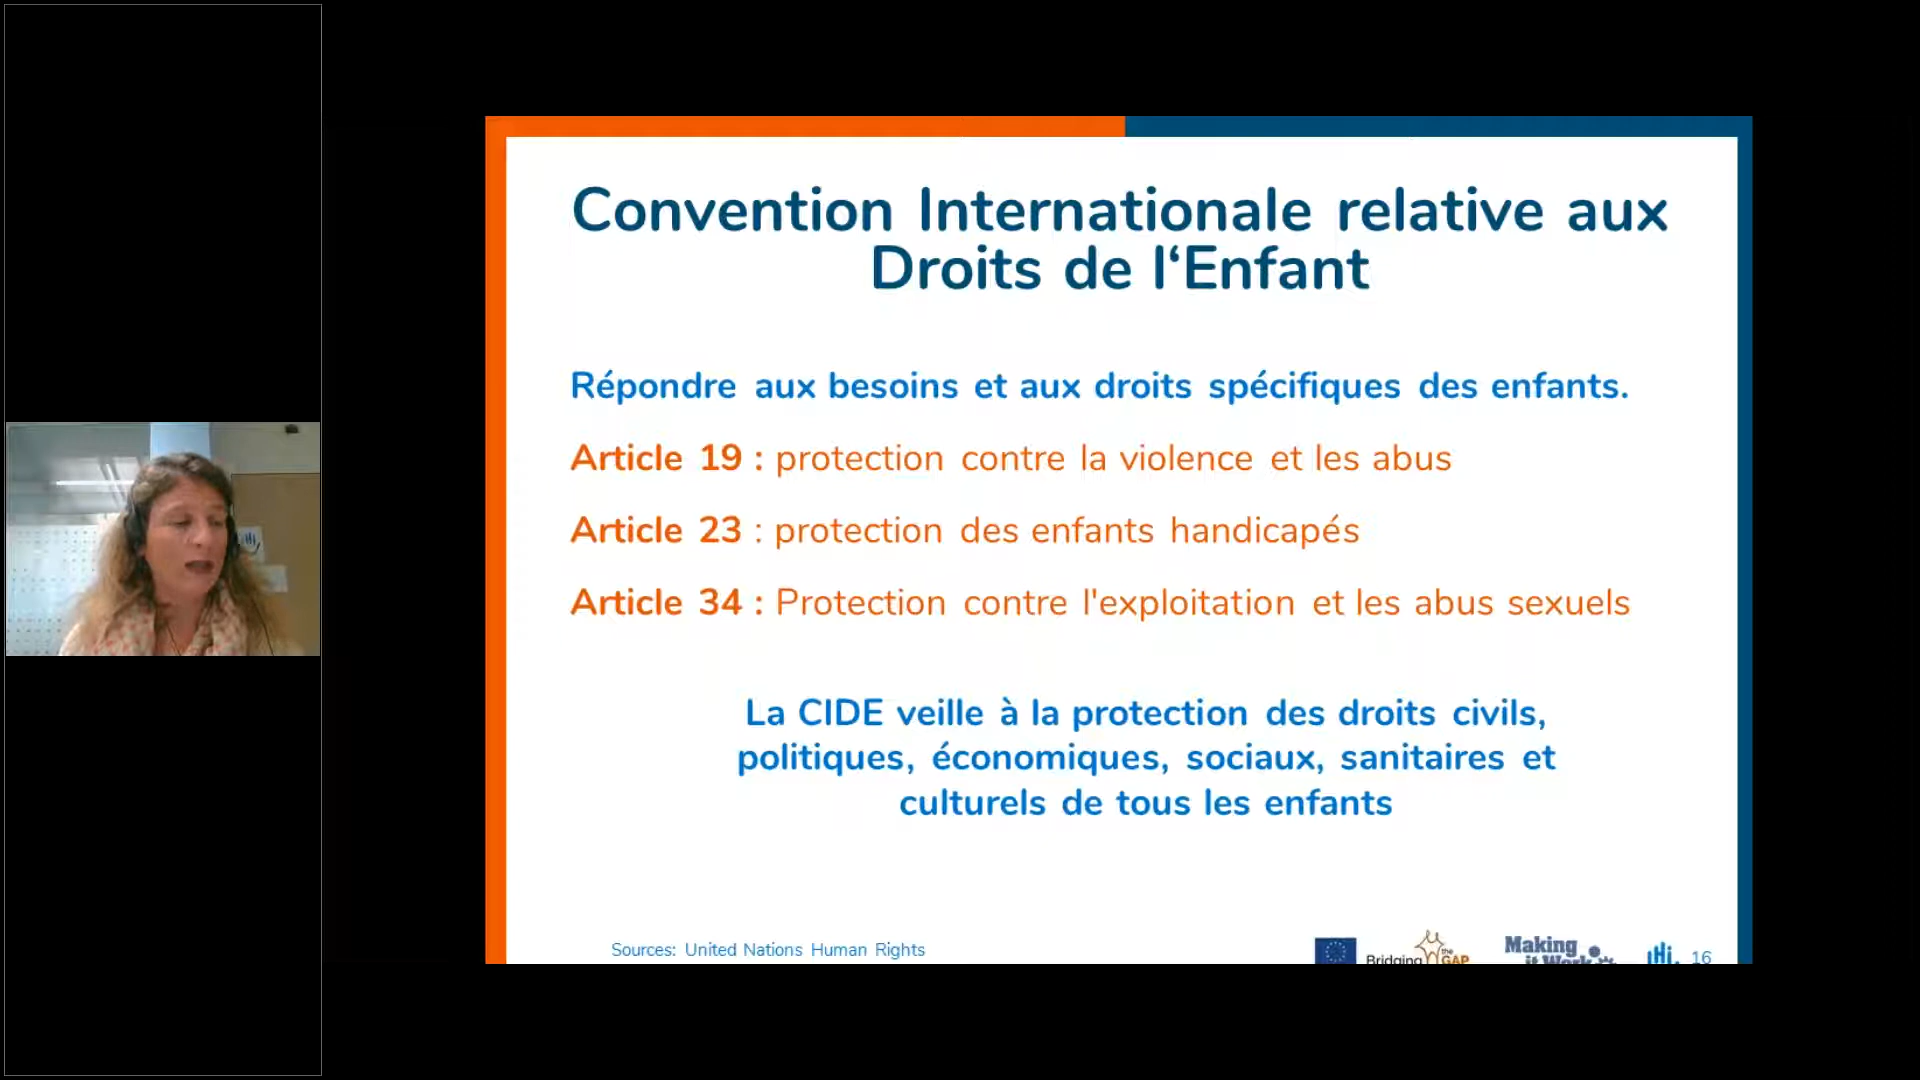 Convention Internationale relative aux
Droits de l‘Enfant
Répondre aux besoins et aux droits spécifiques des enfants.
Article 19 : protection contre la violence et les abus
Article 23 : protection des enfants handicapés
Article 34 : Protection contre l'exploitation et les abus sexuels
La CIDE veille à la protection des droits civils,
politiques, économiques, sociaux, sanitaires et
culturels de tous les enfants
Sources: United Nations Human Rights
Bridging the GAP
Making
it Work
16